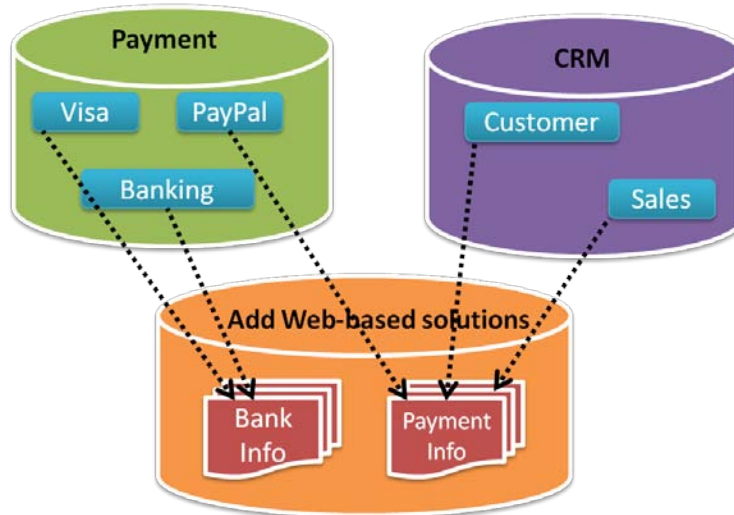 Payment
CRM
Visa
PayPal
Customer
Banking
Sales
Add Web-based solutions
Bank
Info
Payment
Info